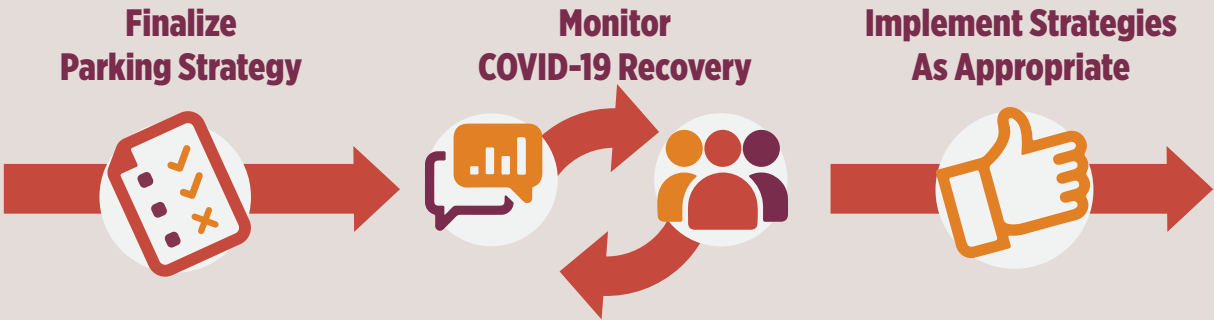 Finalize
Parking Strategy
Monitor
COVID-19 Recovery
Implement Strategies
As Appropriate